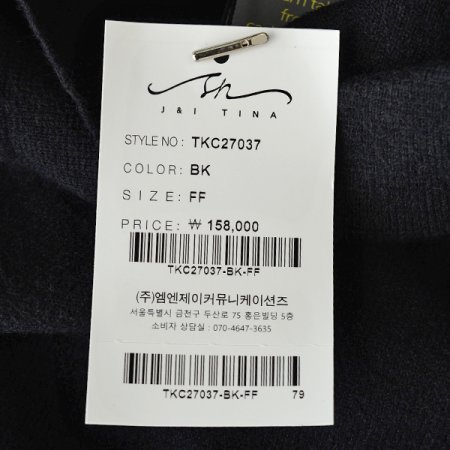 J&I TINA
STYLE NO: TKC27037
COLOR: BK
SIZE: FF
PRICE: ₩ 158,000
TKC27037-BK-FF
(주)엠엔제이커뮤니케이션즈
서울특별시 금천구 두산로 75 홍은빌딩 5층
소비자 상담실 : 070-4647-3635
TKC27037-BK-FF 79